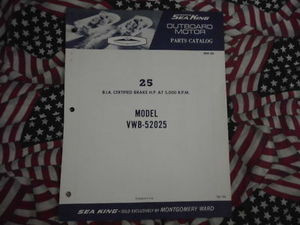 SEA KING
OUTBOARD
MOTOR
PARTS CATALOG
25
B.I.A. CERTIFIED BRAKE H.P. AT 5,000 R.P.M.
MODEL
VWB-52025
SEA KING • SOLD EXCLUSIVELY BY MONTGOMERY WARD